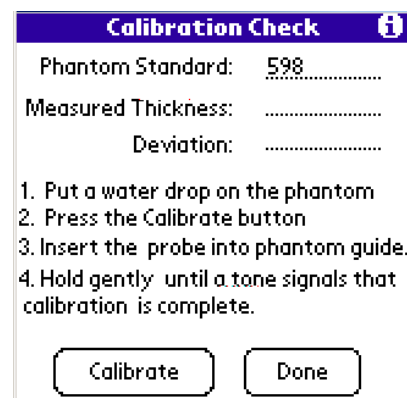 Calibration Check i
Phantom Standard: 598
Measured Thickness:
Deviation:
1. Put a water drop on the phantom
2. Press the Calibrate button
3. Insert the probe into phantom guide.
4. Hold gently until a tone signals that
calibration is complete.
Calibrate Done